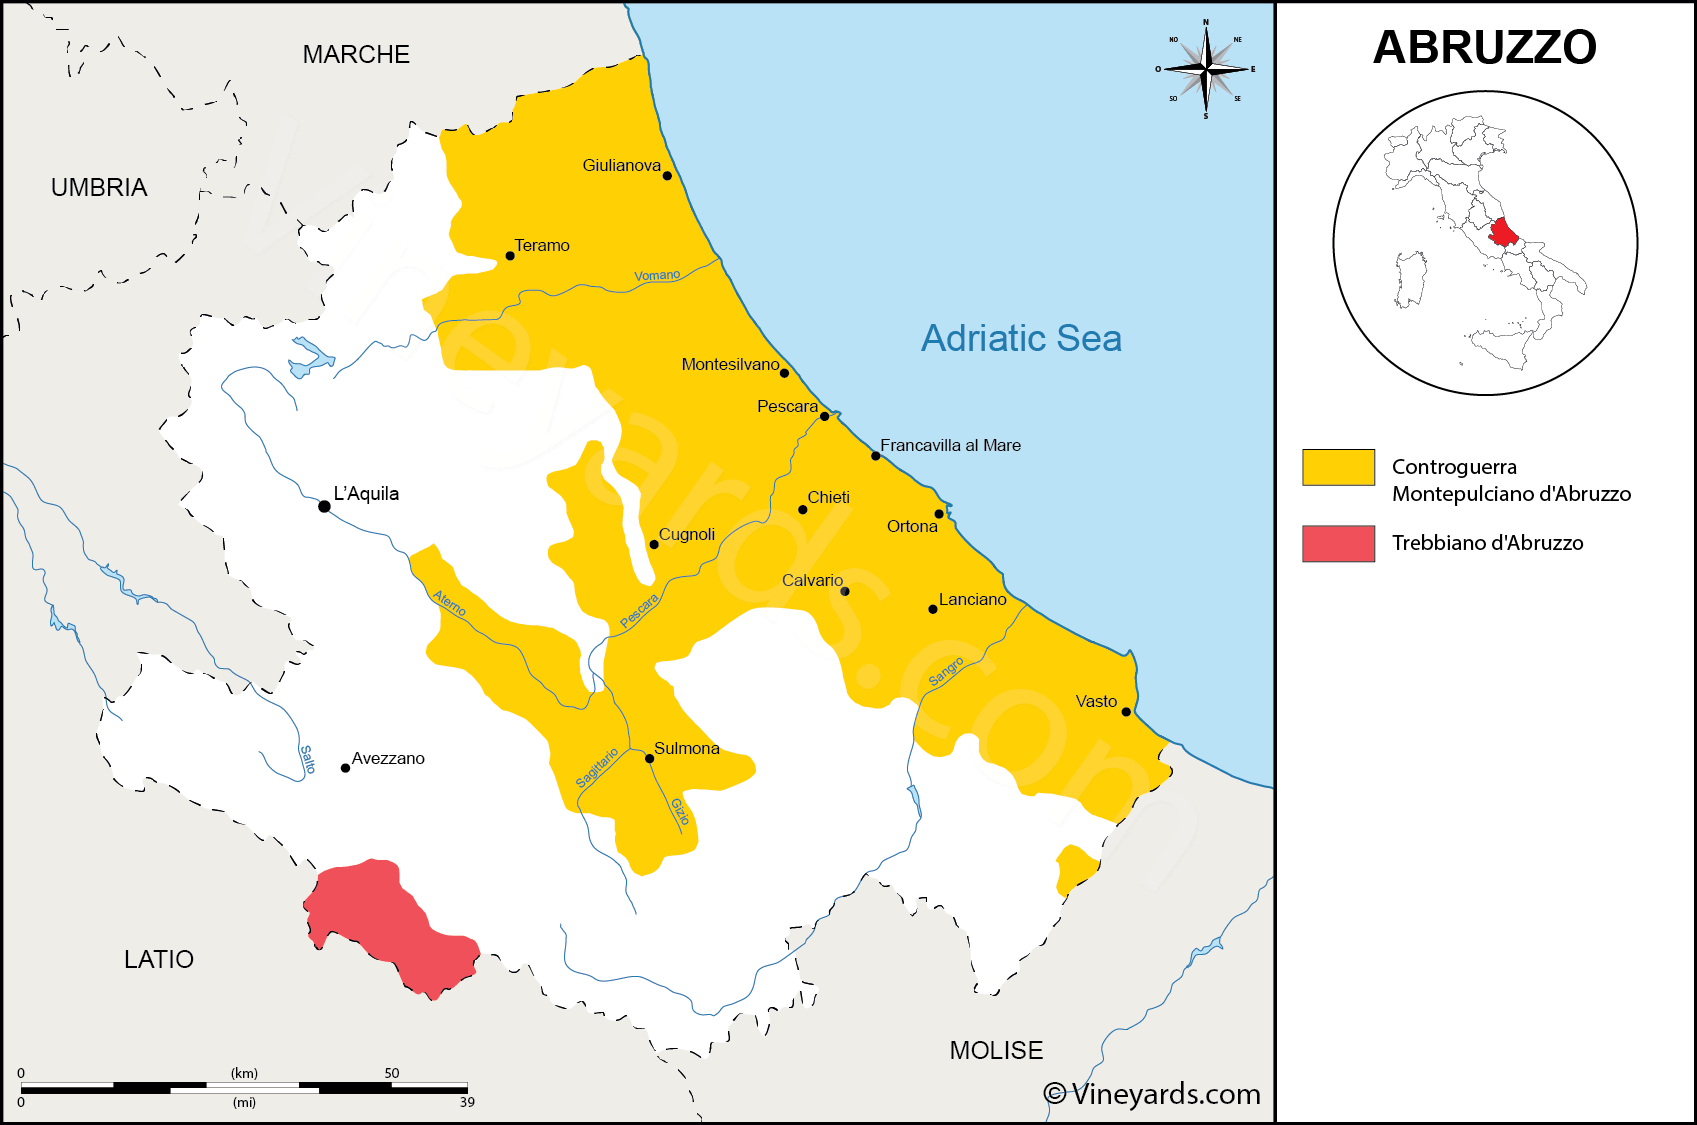 MARCHE
ABRUZZO
N
NO
NE
O
E
SO
SE
S
UMBRIA
Giulianova
Teramo
Vomano
Adriatic Sea
Montesilvano
Pescara
Francavilla al Mare
Controguerra
Montepulciano d'Abruzzo
L'Aquila
Chieti
Ortona
Cugnoli
Trebbiano d'Abruzzo
Calvario
Aterno
Pescara
Lanciano
Sangro
Vasto
Salto
Avezzano
Sagittario
Sulmona
Gizio
LATIO
MOLISE
0
(km)
50
0
(mi)
39
© Vineyards.com
Vineyards.com